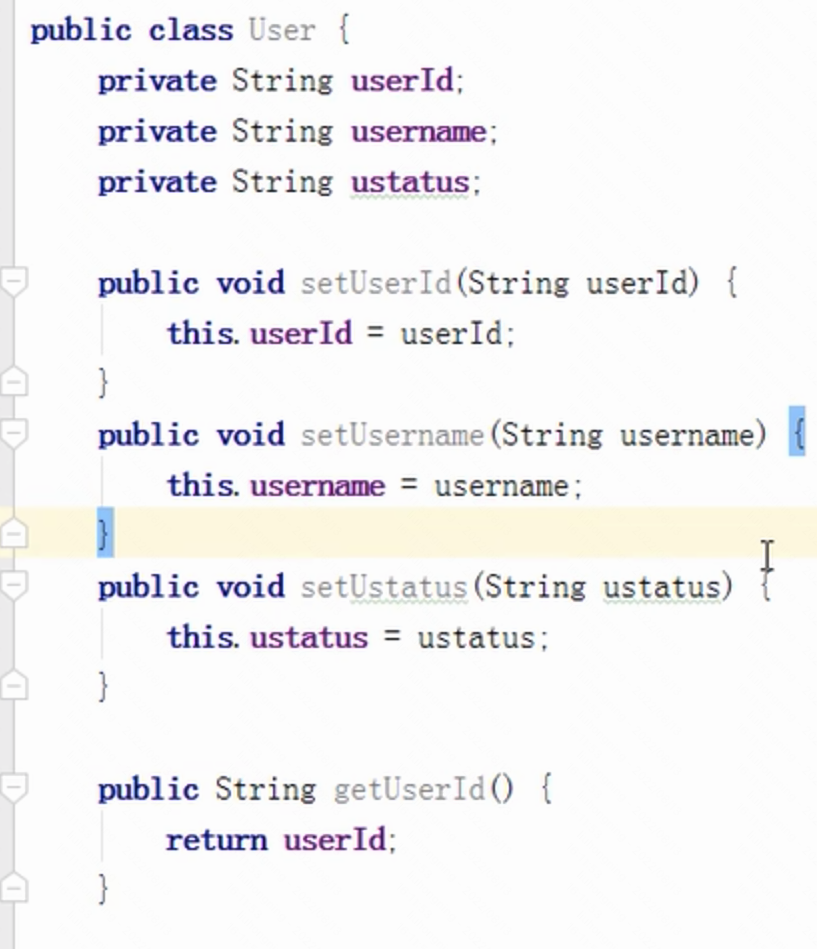 public class User {
    private String userId;
    private String username;
    private String ustatus;

    public void setUserId(String userId) {
        this.userId = userId;
    }
    public void setUsername(String username) {
        this.username = username;
    }
    public void setUstatus(String ustatus) {
        this.ustatus = ustatus;
    }

    public String getUserId() {
        return userId;
    }